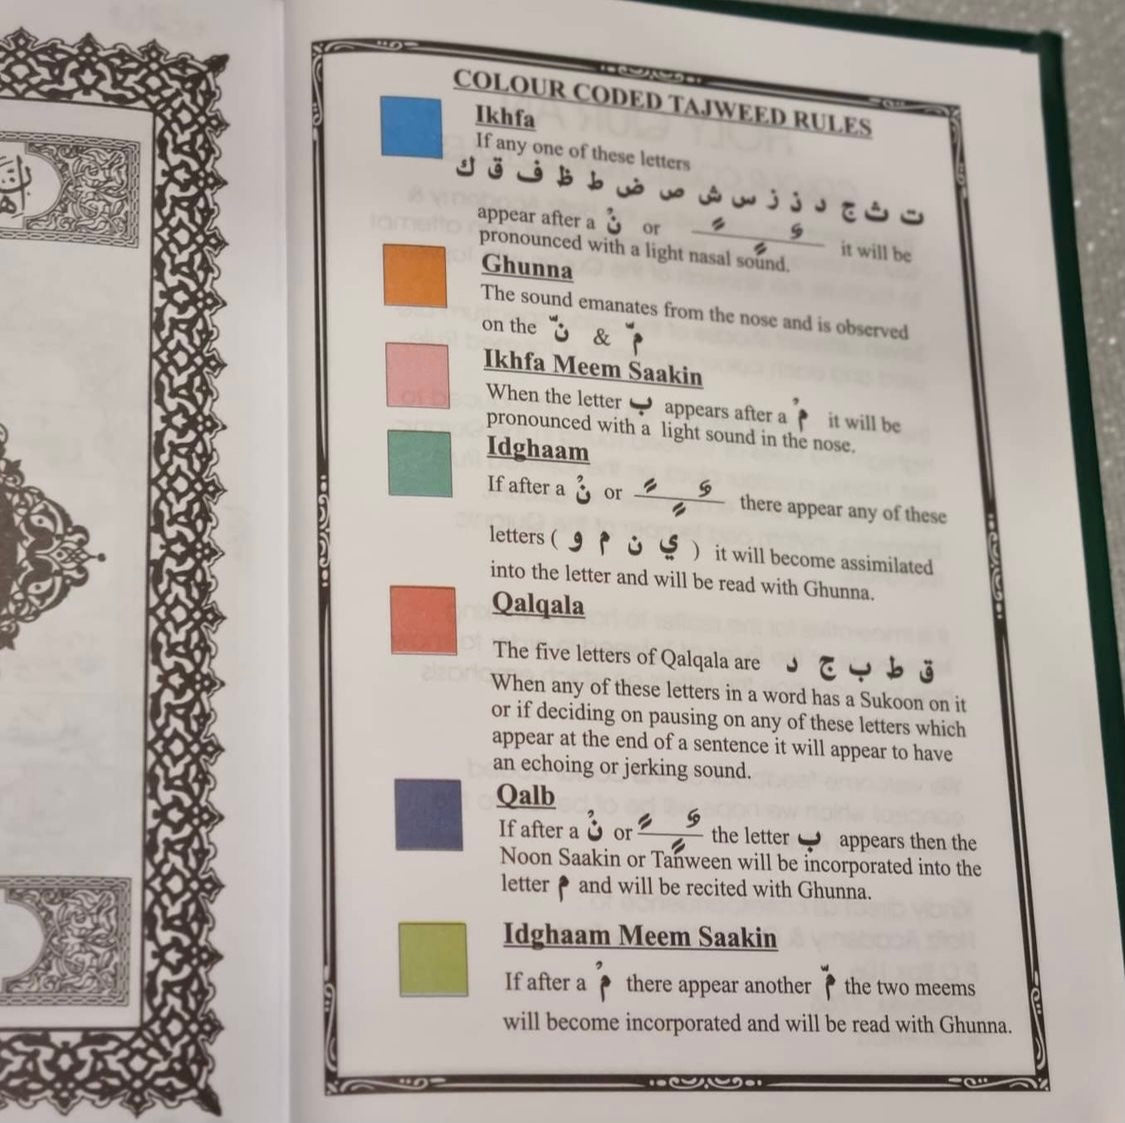 COLOUR CODED TAJWEED RULES
Ikhfa
If any one of these letters
ت ث ج د ذ ز س ش ص ض ط ظ ف ق ك
appear after a نْ or ـًـٍـٌ it will be
pronounced with a light nasal sound.
Ghunna
The sound emanates from the nose and is observed
on the نّ & مّ
Ikhfa Meem Saakin
When the letter ب appears after a مْ it will be
pronounced with a light sound in the nose.
Idghaam
If after a نْ or ـًـٍـٌ there appear any of these
letters ( ي ن م و ) it will become assimilated
into the letter and will be read with Ghunna.
Qalqala
The five letters of Qalqala are ق ط ب ج د
When any of these letters in a word has a Sukoon on it
or if deciding on pausing on any of these letters which
appear at the end of a sentence it will appear to have
an echoing or jerking sound.
Qalb
If after a نْ or ـًـٍـٌ the letter ب appears then the
Noon Saakin or Tanween will be incorporated into the
letter م and will be recited with Ghunna.
Idghaam Meem Saakin
If after a مْ there appear another مّ the two meems
will become incorporated and will be read with Ghunna.